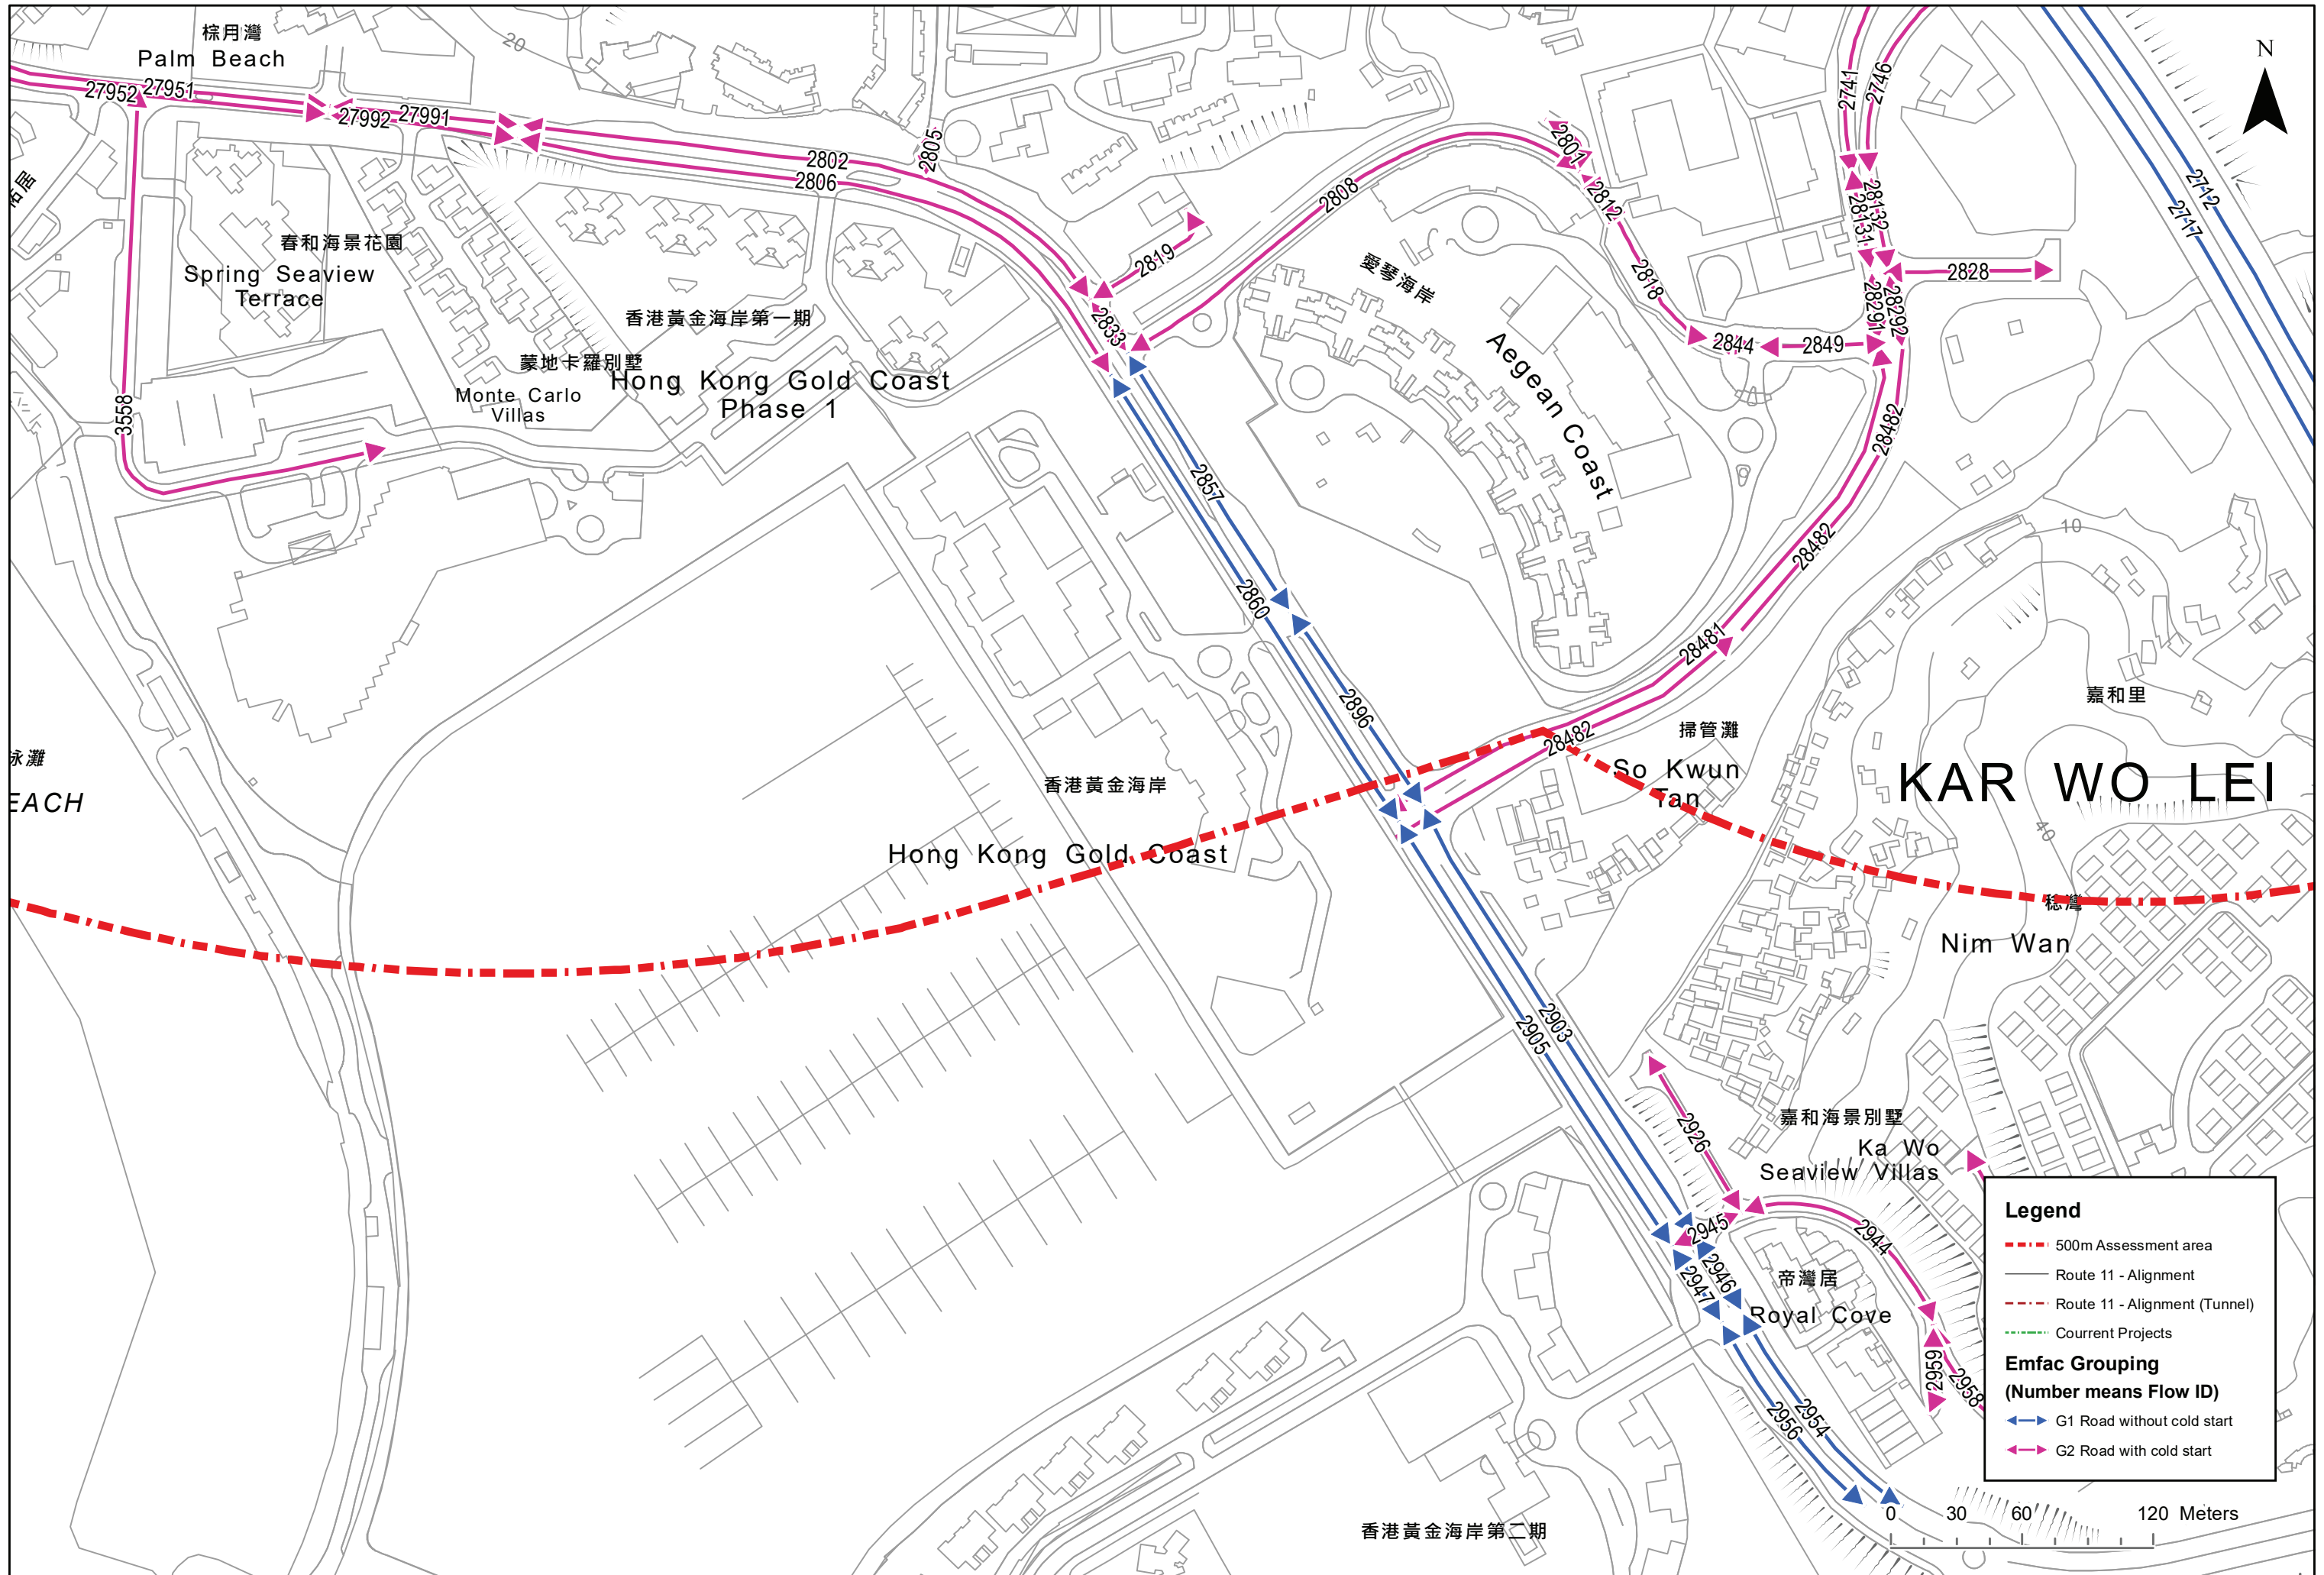 棕月灣
Palm Beach
20
N
27952
27951
27992
27991
2802
2806
2805
2801
2808
2812
2818
2819
2833
2741
2746
28131
28132
2828
28291
28292
2844
2849
2712
2717
春和海景花園
Spring Seaview
Terrace
愛琴海岸
Aegean Coast
香港黃金海岸第一期
Hong Kong Gold Coast
Phase 1
蒙地卡羅別墅
Monte Carlo
Villas
3558
28482
2857
2860
10
28482
28481
2896
28482
嘉和里
KAR WO LEI
掃管灘
So Kwun
Tan
泳灘
EACH
香港黃金海岸
Hong Kong Gold Coast
40
稔灣
Nim Wan
2903
2905
2926
嘉和海景別墅
Ka Wo
Seaview Villas
2945
2944
2946
2947
帝灣居
Royal Cove
2959
2958
2954
2956
香港黃金海岸第二期
Legend
500m Assessment area
Route 11 - Alignment
Route 11 - Alignment (Tunnel)
Courrent Projects
Emfac Grouping
(Number means Flow ID)
G1 Road without cold start
G2 Road with cold start
0 30 60 120 Meters